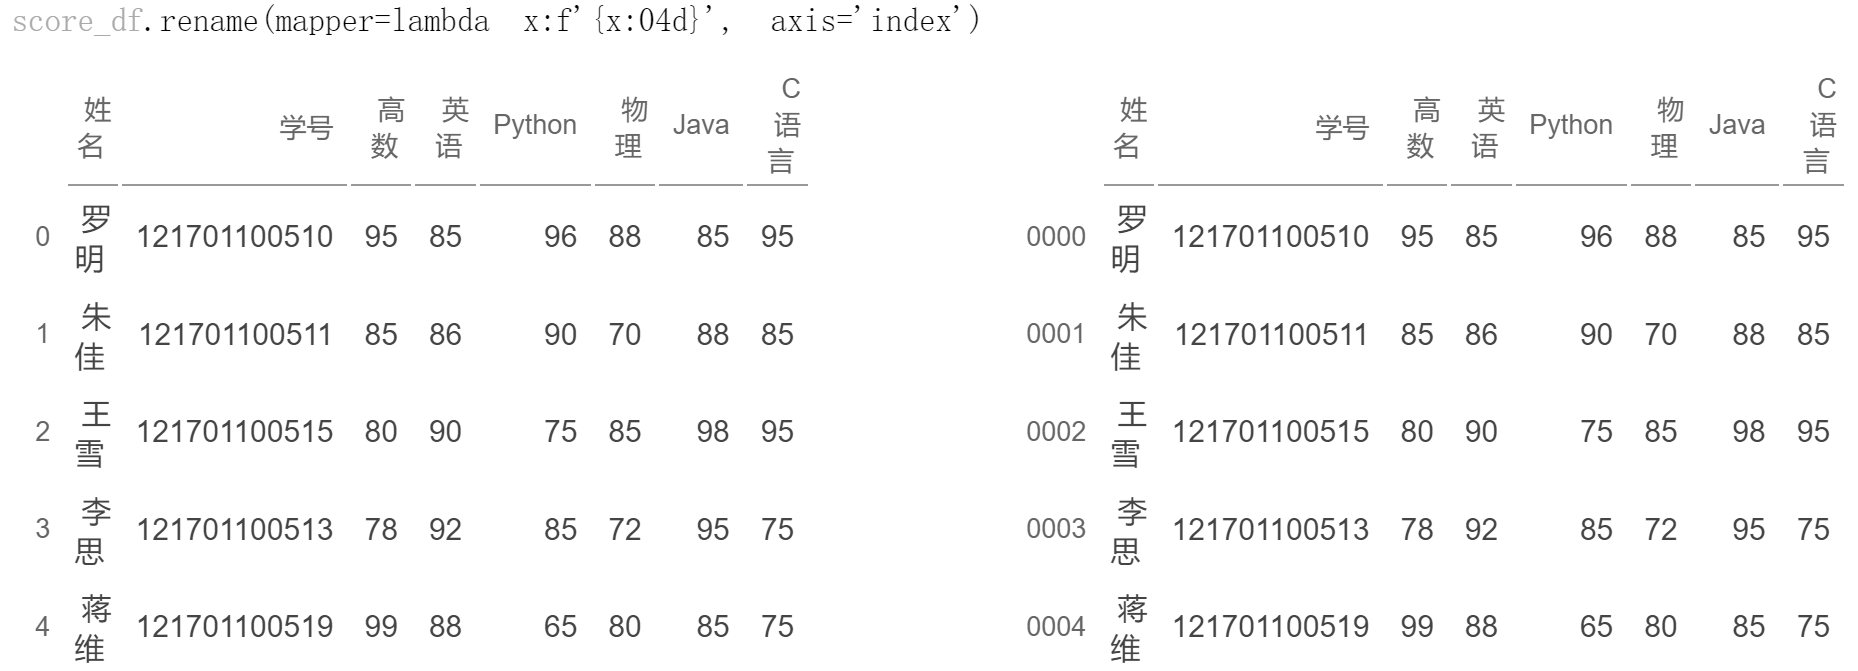 score_df.rename(mapper=lambda x:f'{x:04d}', axis='index')
姓名 学号 高数 英语 Python 物理 Java C语言
0 罗明 121701100510 95 85 96 88 85 95
1 朱佳 121701100511 85 86 90 70 88 85
2 王雪 121701100515 80 90 75 85 98 95
3 李思 121701100513 78 92 85 72 95 75
4 蒋维 121701100519 99 88 65 80 85 75
姓名 学号 高数 英语 Python 物理 Java C语言
0000 罗明 121701100510 95 85 96 88 85 95
0001 朱佳 121701100511 85 86 90 70 88 85
0002 王雪 121701100515 80 90 75 85 98 95
0003 李思 121701100513 78 92 85 72 95 75
0004 蒋维 121701100519 99 88 65 80 85 75